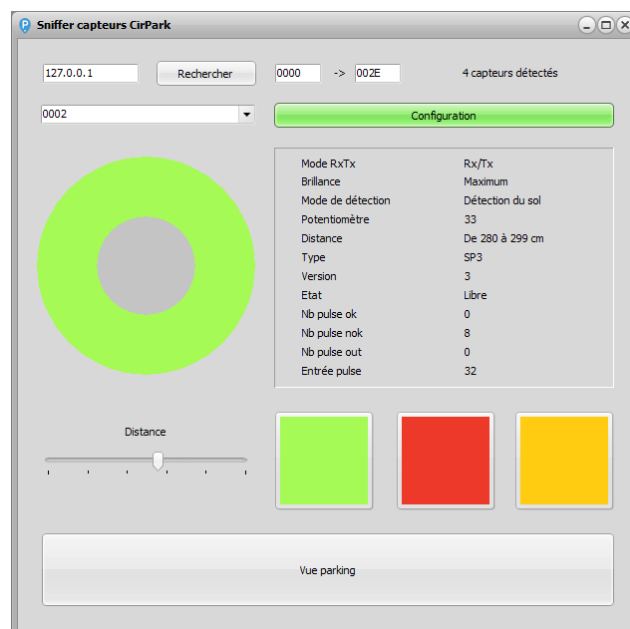 Sniffer capteurs CirPark
127.0.0.1 Rechercher 0000 -> 002E 4 capteurs détectés
0002 Configuration
Mode RxTx Rx/Tx
Brillance Maximum
Mode de détection Détection du sol
Potentiomètre 33
Distance De 280 à 299 cm
Type SP3
Version 3
Etat Libre
Nb pulse ok 0
Nb pulse nok 8
Nb pulse out 0
Entrée pulse 32
Distance
Vue parking